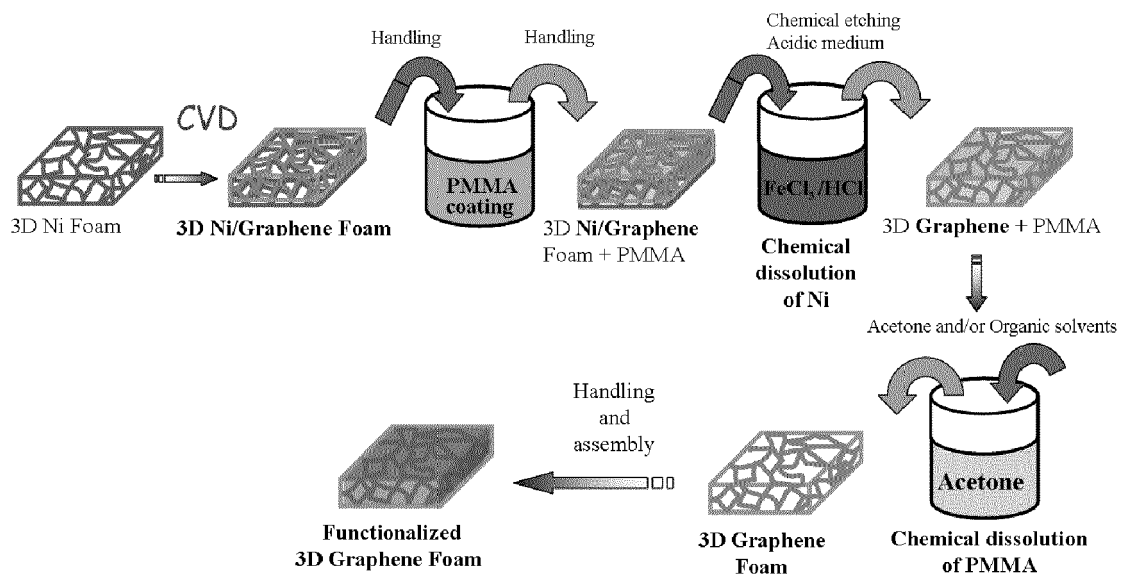 Handling
Handling
Chemical etching
Acidic medium
CVD
PMMA
coating
FeCl3/HCl
3D Ni Foam
3D Ni/Graphene Foam
3D Ni/Graphene
Foam + PMMA
Chemical
dissolution
of Ni
3D Graphene + PMMA
Acetone and/or Organic solvents
Acetone
Chemical dissolution
of PMMA
3D Graphene
Foam
Handling
and
assembly
Functionalized
3D Graphene Foam